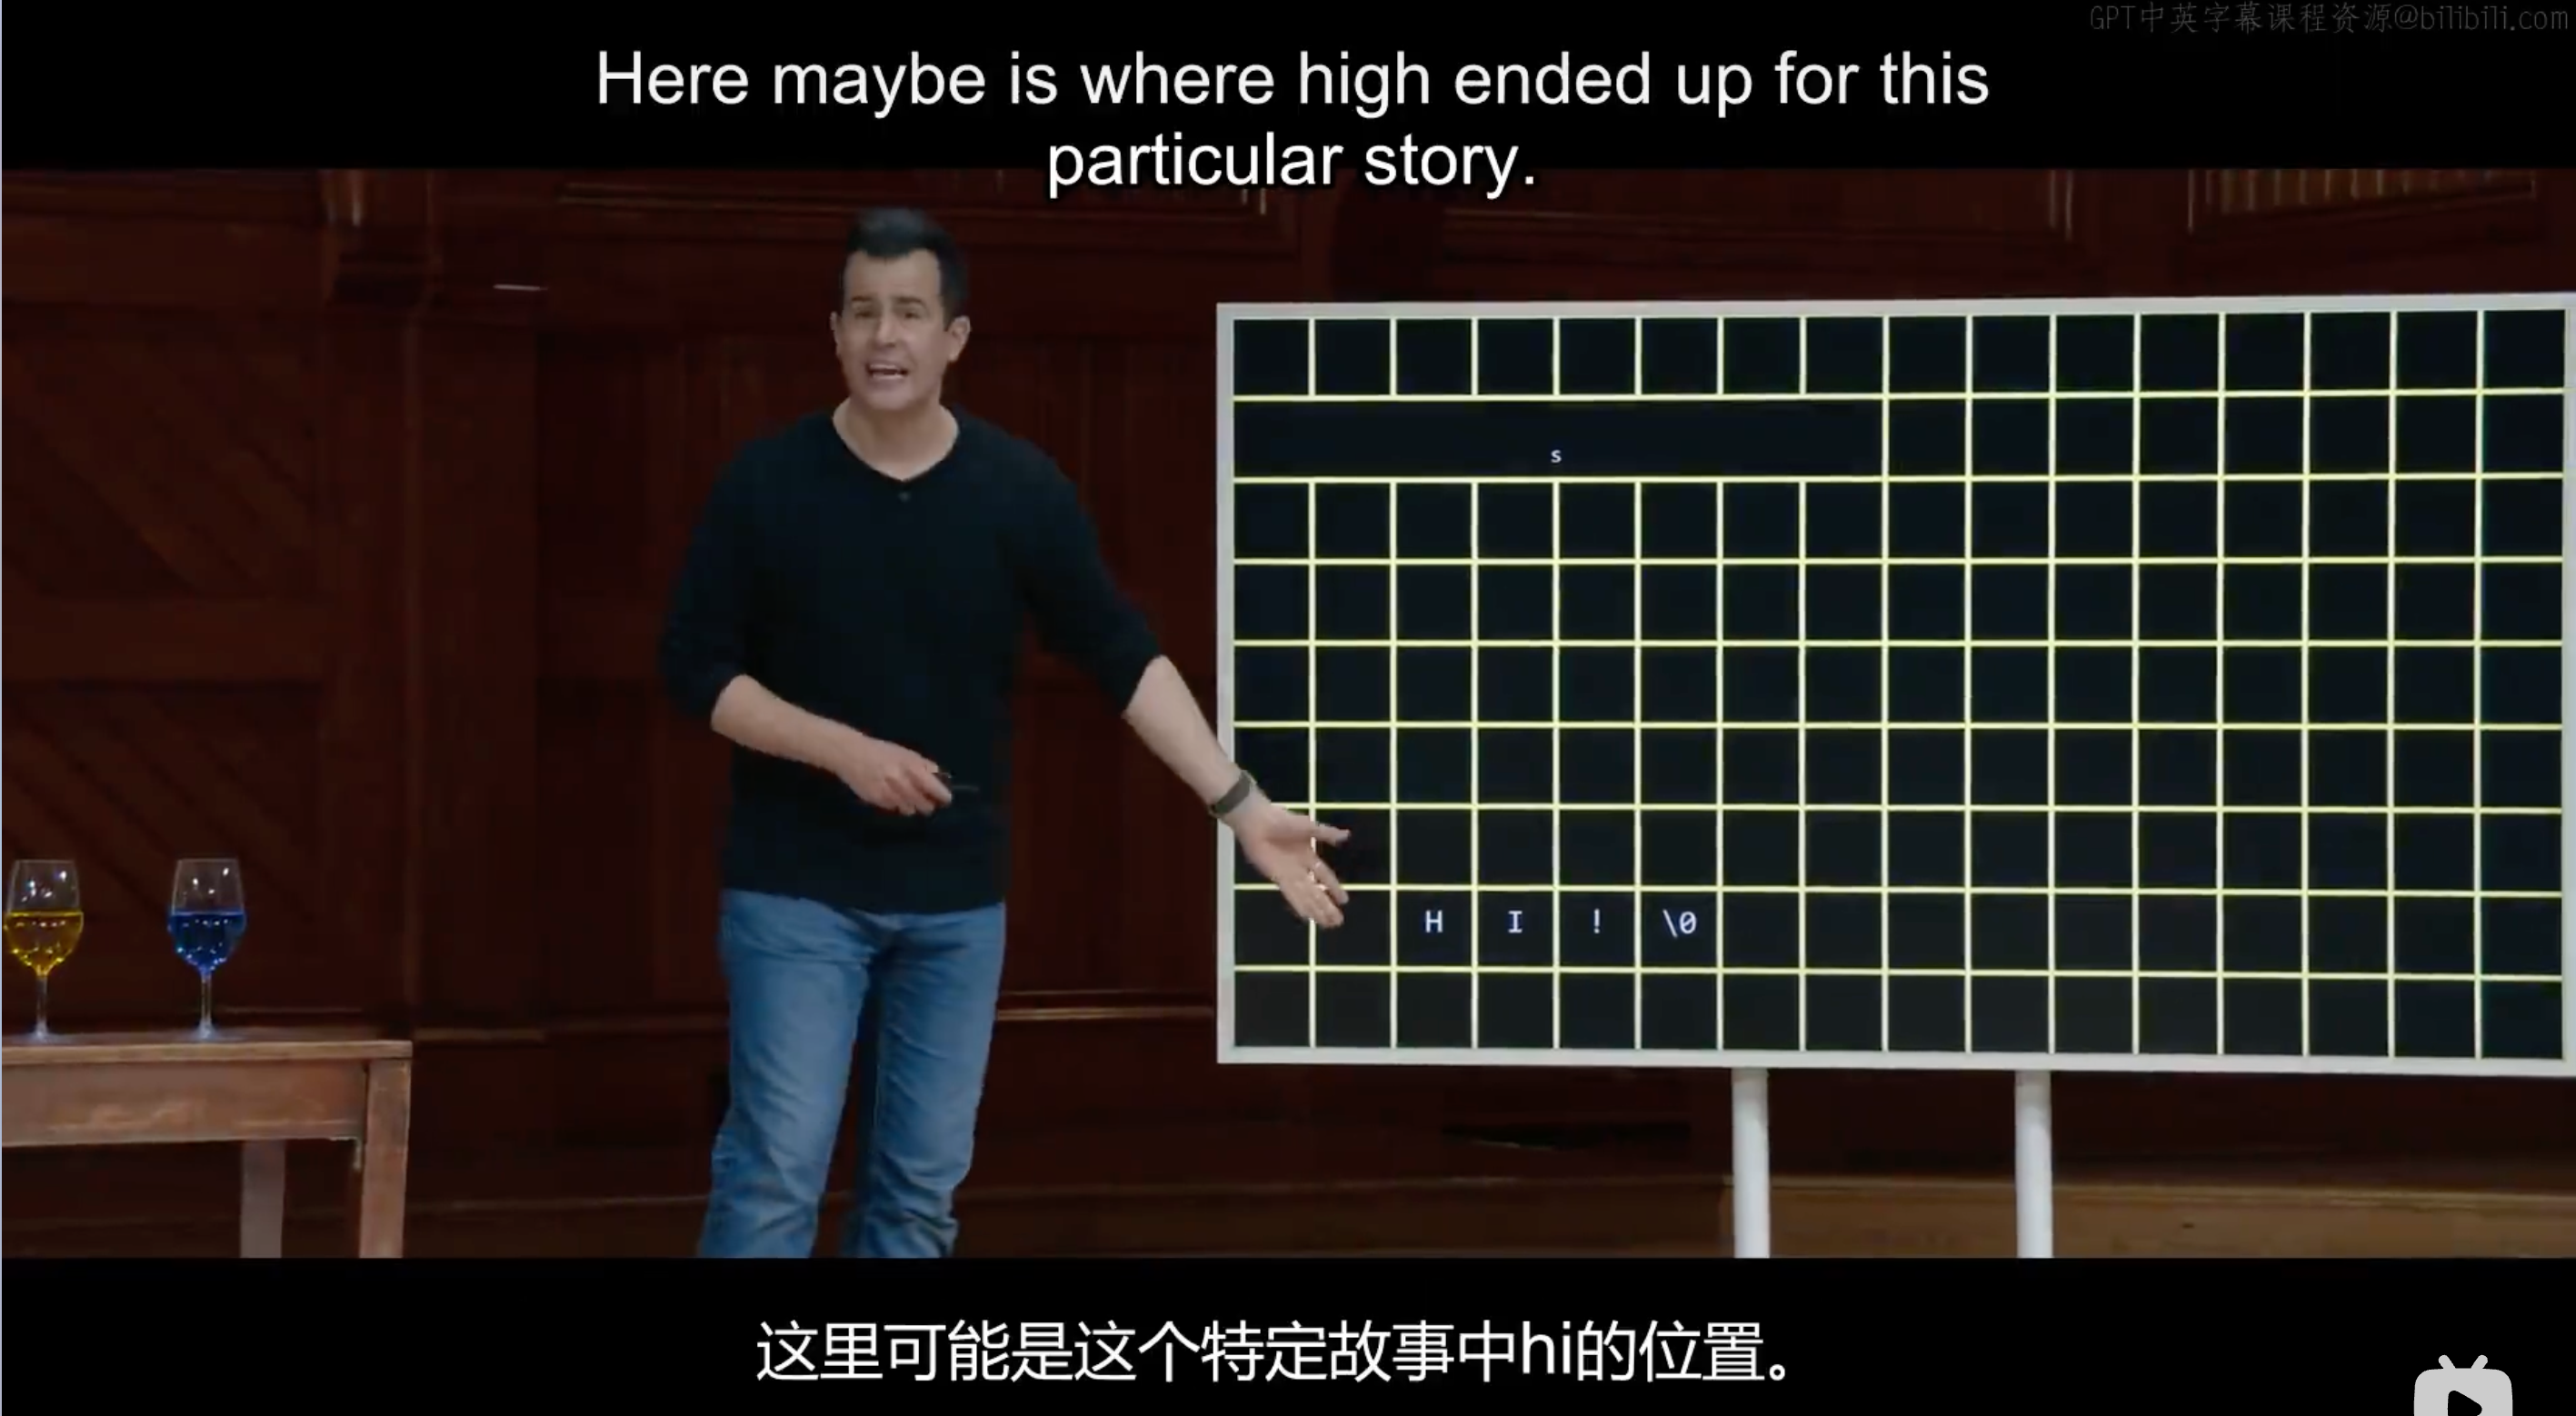 GPT中英字幕课程资源@bilibili.com
Here maybe is where high ended up for this
particular story.
s
H I ! \0
这里可能是这个特定故事中hi的位置。